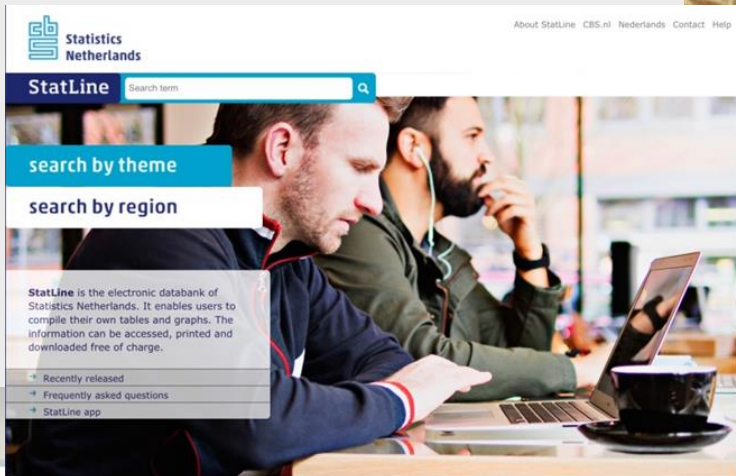 cbs
Statistics
Netherlands
About StatLine CBS.nl Nederlands Contact Help
StatLine
Search term
search by theme
search by region
StatLine is the electronic databank of
Statistics Netherlands. It enables users to
compile their own tables and graphs. The
information can be accessed, printed and
downloaded free of charge.
Recently released
Frequently asked questions
StatLine app